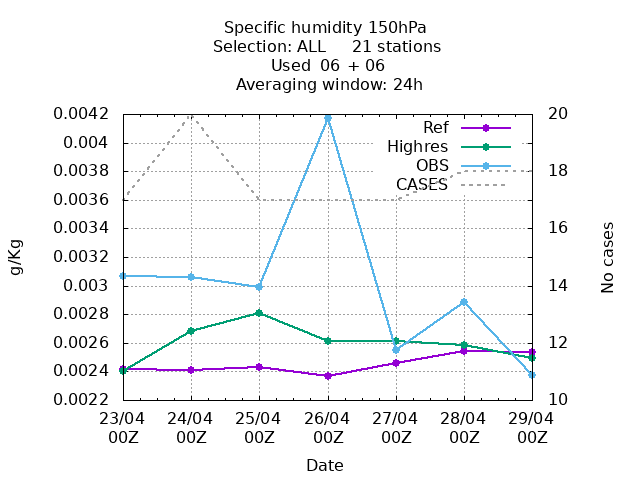 Specific humidity 150hPa
Selection: ALL 21 stations
Used 06 + 06
Averaging window: 24h
0.0042
0.004
0.0038
0.0036
0.0034
0.0032
0.003
0.0028
0.0026
0.0024
0.0022
20
18
16
14
12
10
Ref
Highres
OBS
CASES
g/Kg
No cases
23/04 24/04 25/04 26/04 27/04 28/04 29/04
00Z 00Z 00Z 00Z 00Z 00Z 00Z
Date